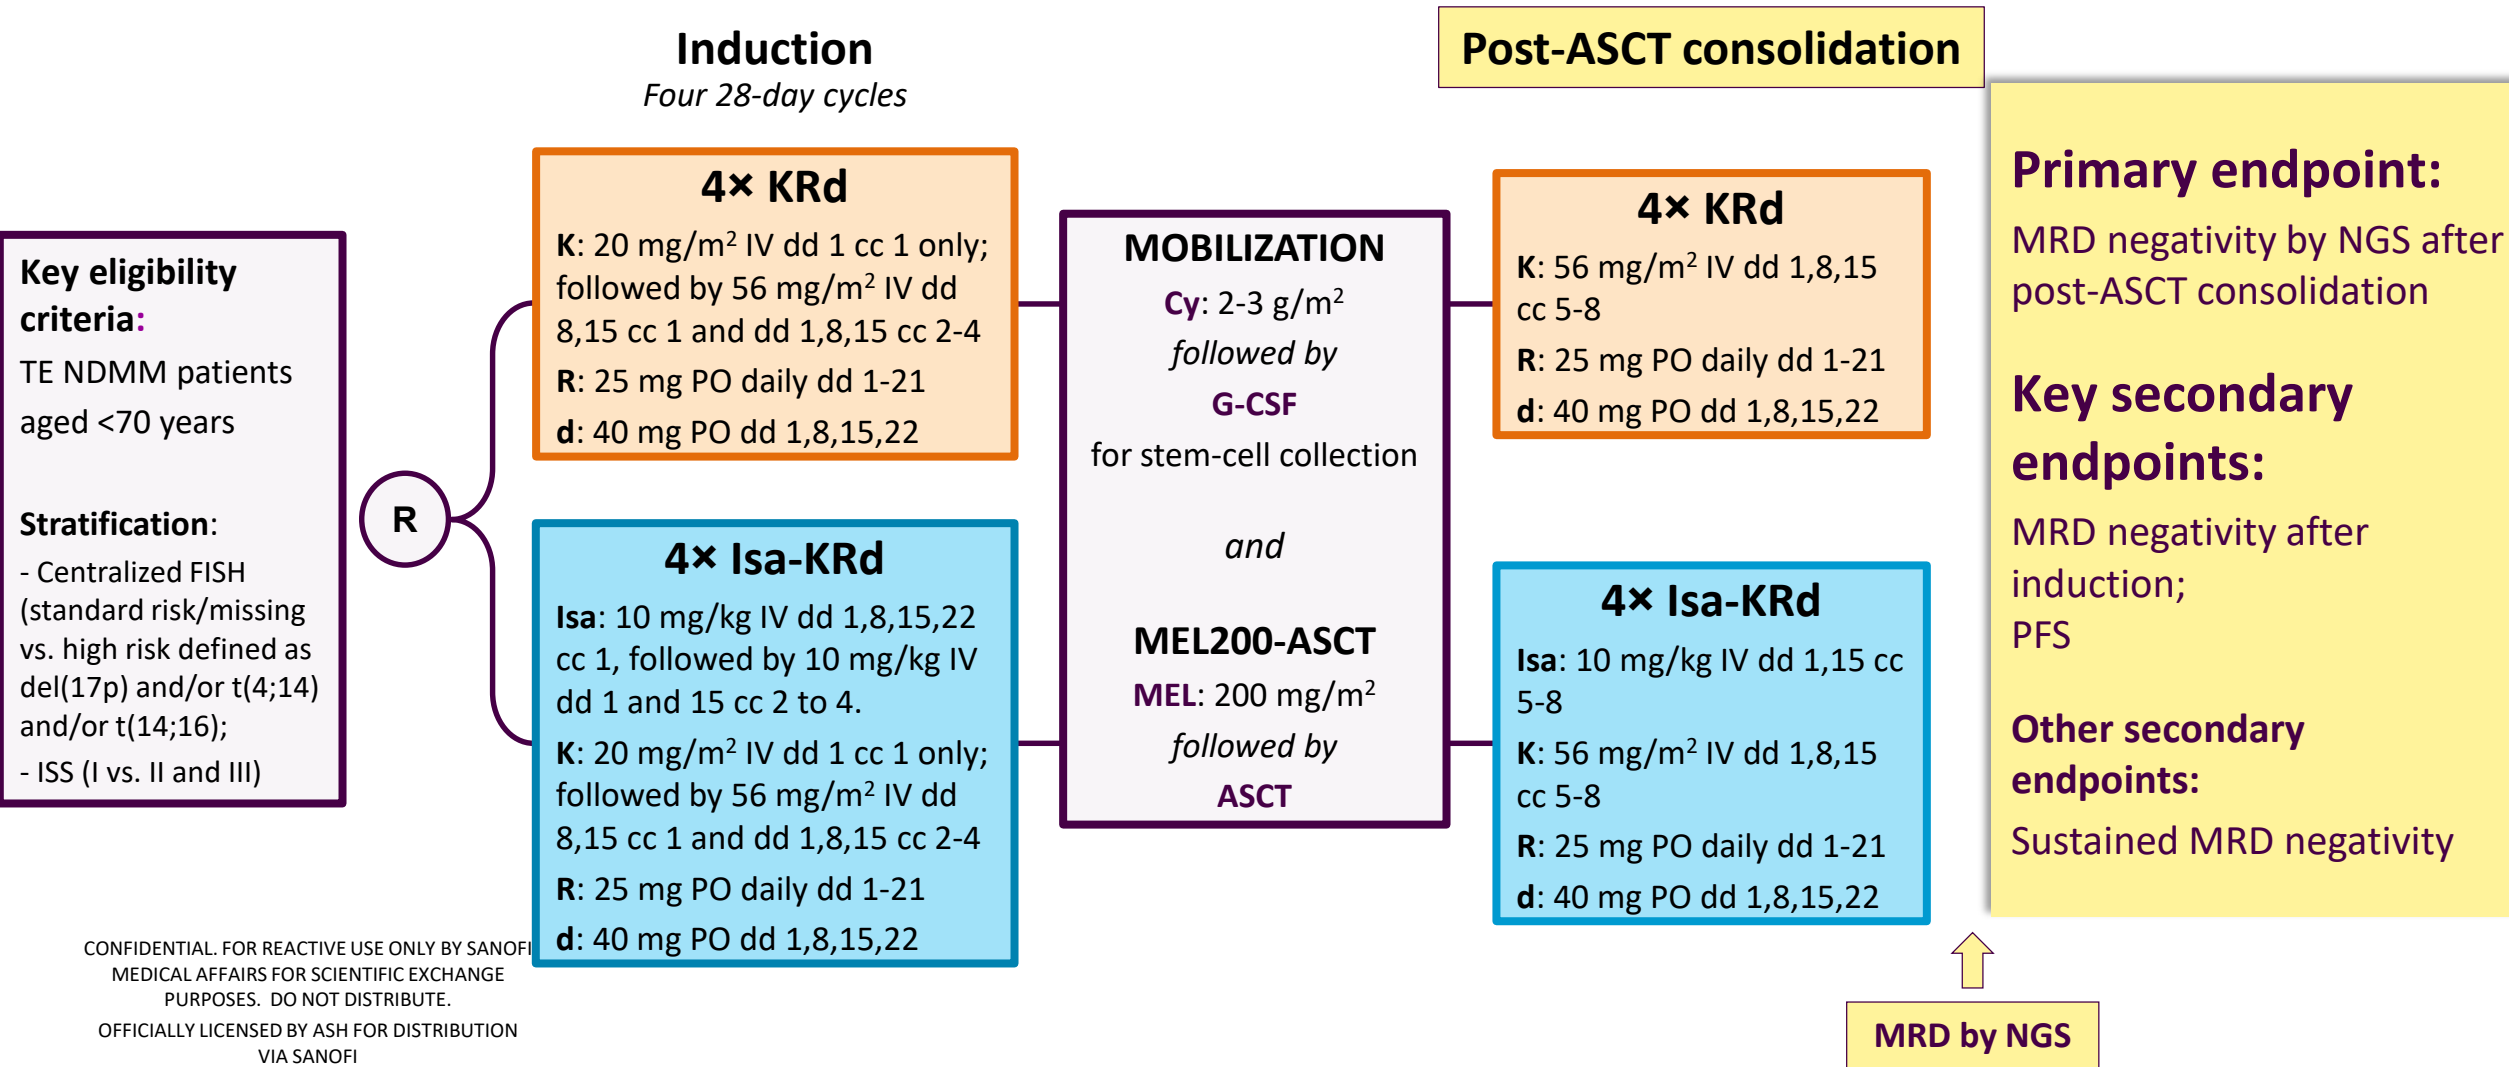 Induction
Four 28-day cycles
Post-ASCT consolidation
Key eligibility
criteria:
TE NDMM patients
aged <70 years
Stratification:
- Centralized FISH
(standard risk/missing
vs. high risk defined as
del(17p) and/or t(4;14)
and/or t(14;16);
- ISS (I vs. II and III)
R
4× KRd
K: 20 mg/m² IV dd 1 cc 1 only;
followed by 56 mg/m² IV dd
8,15 cc 1 and dd 1,8,15 cc 2-4
R: 25 mg PO daily dd 1-21
d: 40 mg PO dd 1,8,15,22
4× Isa-KRd
Isa: 10 mg/kg IV dd 1,8,15,22
cc 1, followed by 10 mg/kg IV
dd 1 and 15 cc 2 to 4.
K: 20 mg/m² IV dd 1 cc 1 only;
followed by 56 mg/m² IV dd
8,15 cc 1 and dd 1,8,15 cc 2-4
R: 25 mg PO daily dd 1-21
d: 40 mg PO dd 1,8,15,22
MOBILIZATION
Cy: 2-3 g/m²
followed by
G-CSF
for stem-cell collection
and
MEL200-ASCT
MEL: 200 mg/m²
followed by
ASCT
4× KRd
K: 56 mg/m² IV dd 1,8,15
cc 5-8
R: 25 mg PO daily dd 1-21
d: 40 mg PO dd 1,8,15,22
4× Isa-KRd
Isa: 10 mg/kg IV dd 1,15 cc
5-8
K: 56 mg/m² IV dd 1,8,15
cc 5-8
R: 25 mg PO daily dd 1-21
d: 40 mg PO dd 1,8,15,22
Primary endpoint:
MRD negativity by NGS after
post-ASCT consolidation
Key secondary
endpoints:
MRD negativity after
induction;
PFS
Other secondary
endpoints:
Sustained MRD negativity
MRD by NGS
CONFIDENTIAL. FOR REACTIVE USE ONLY BY SANOFI
MEDICAL AFFAIRS FOR SCIENTIFIC EXCHANGE
PURPOSES. DO NOT DISTRIBUTE.
OFFICIALLY LICENSED BY ASH FOR DISTRIBUTION
VIA SANOFI